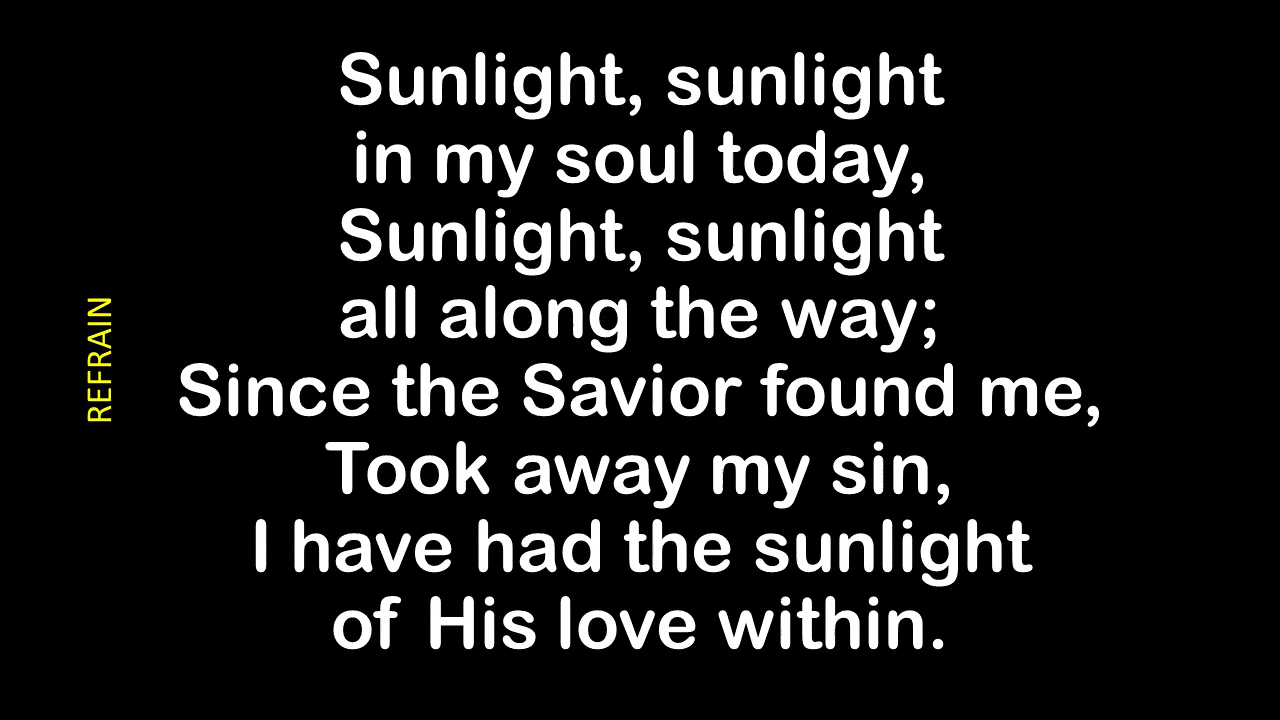 Sunlight, sunlight
in my soul today,
Sunlight, sunlight
all along the way;
REFRAIN
Since the Savior found me,
Took away my sin,
I have had the sunlight
of His love within.